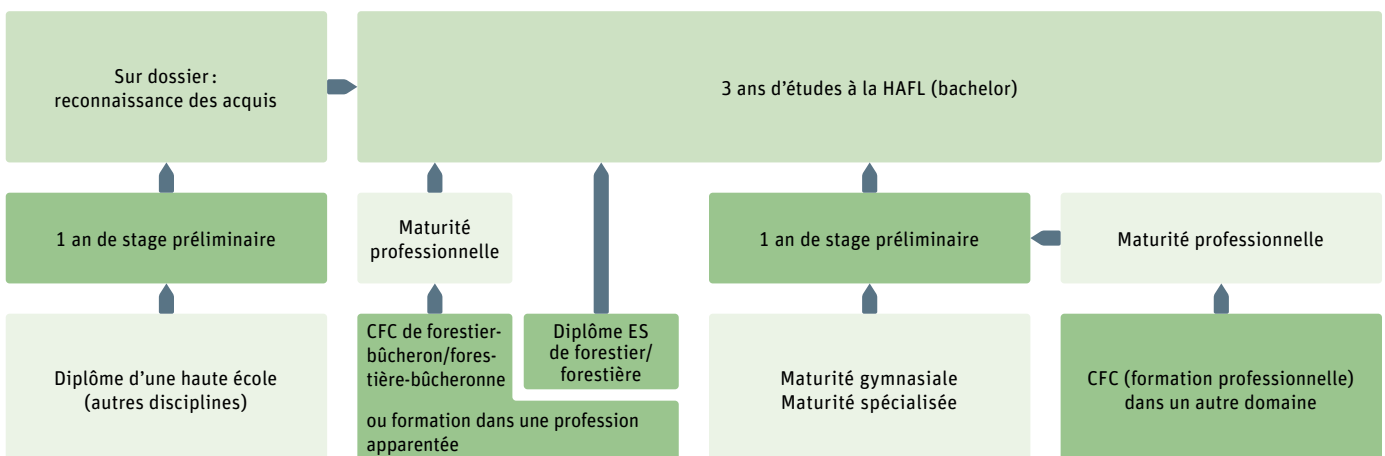 Sur dossier :
reconnaissance des acquis
3 ans d’études à la HAFL (bachelor)
1 an de stage préliminaire
Maturité
professionnelle
1 an de stage préliminaire
Maturité professionnelle
Diplôme d’une haute école
(autres disciplines)
CFC de forestier-
bûcheron/fores-
tière-bûcheronne
ou formation dans une profession
apparentée
Diplôme ES
de forestier/
forestière
Maturité gymnasiale
Maturité spécialisée
CFC (formation professionnelle)
dans un autre domaine